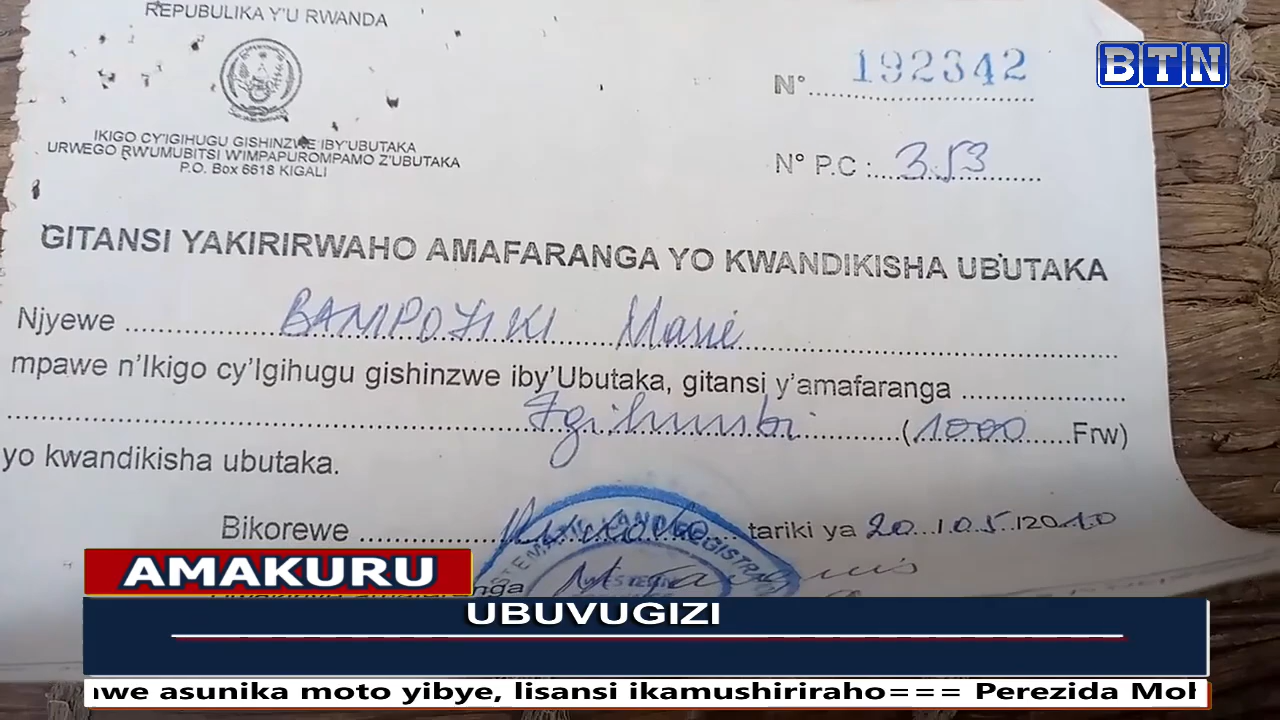 REPUBULIKA Y'U RWANDA
IKIGO CY'IGIHUGU GISHINZWE IBY'UBUTAKA
URWEGO RW'UMUBITSI W'IMPAPUROMPAMO Z'UBUTAKA
P.O. Box 6618 KIGALI
N° 192342
N° P.C : 353
BTN
GITANSI YAKIRIRWAHO AMAFARANGA YO KWANDIKISHA UBUTAKA
Njyewe BAMPOYIKI Marie
mpawe n'Ikigo cy'Igihugu gishinzwe iby'Ubutaka, gitansi y'amafaranga
Igihumbi (1000 Frw)
yo kwandikisha ubutaka.
Bikorewe tariki ya 20/05/2010
AMAKURU
UBUVUGIZI
we asunika moto yibye, lisansi ikamushiriraho=== Perezida